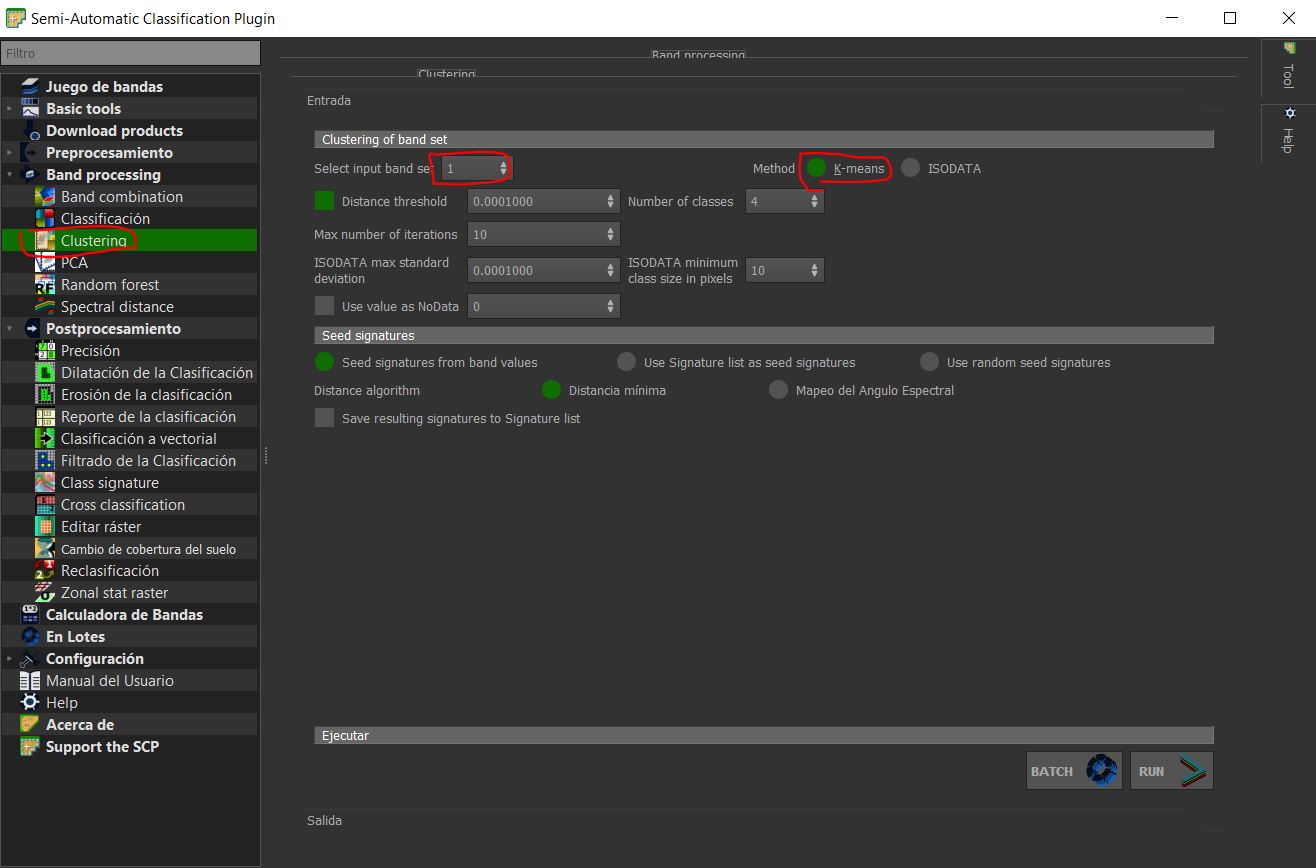 Semi-Automatic Classification Plugin
Filtro
Juego de bandas
Basic tools
Download products
Preprocesamiento
Band processing
Band combination
Classificación
Clustering
PCA
Random forest
Spectral distance
Postprocesamiento
Precisión
Dilatación de la Clasificación
Erosión de la clasificación
Reporte de la clasificación
Clasificación a vectorial
Filtrado de la Clasificación
Class signature
Cross classification
Editar ráster
Cambio de cobertura del suelo
Reclasificación
Zonal stat raster
Calculadora de Bandas
En Lotes
Configuración
Manual del Usuario
Help
Acerca de
Support the SCP
Band processing
Clustering
Entrada
Clustering of band set
Select input band set 1 Method K-means ISODATA
Distance threshold 0.0001000 Number of classes 4
Max number of iterations 10
ISODATA max standard
deviation 0.0001000
ISODATA minimum
class size in pixels 10
Use value as NoData 0
Seed signatures
Seed signatures from band values Use Signature list as seed signatures Use random seed signatures
Distance algorithm Distancia mínima Mapeo del Angulo Espectral
Save resulting signatures to Signature list
Ejecutar
BATCH RUN
Salida
Tool
Help